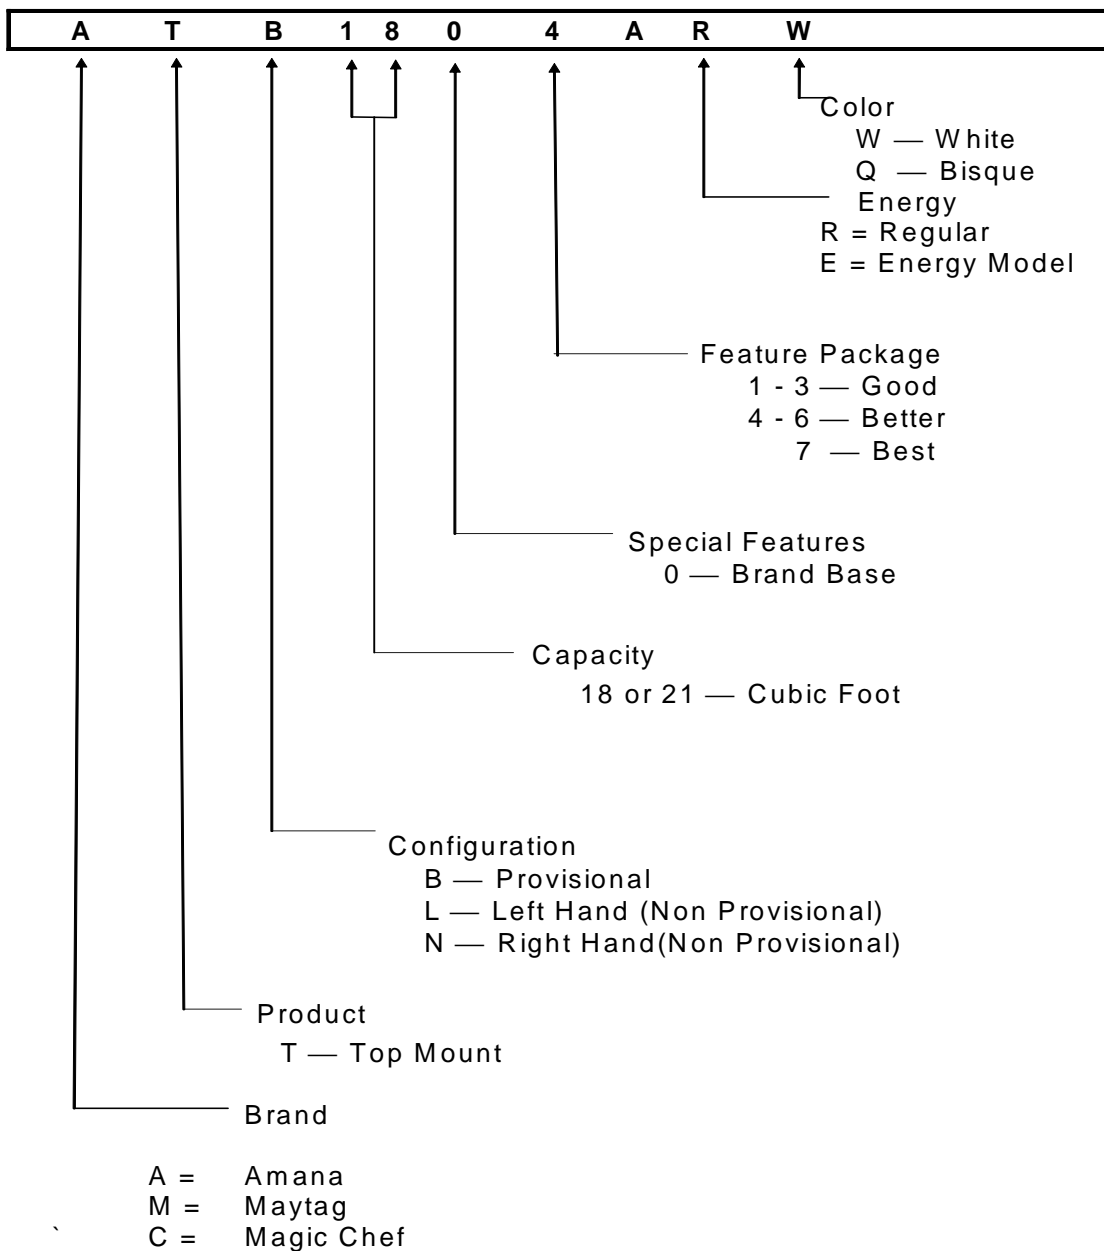 A T B 1 8 0 4 A R W
Color
W — White
Q — Bisque
Energy
R = Regular
E = Energy Model
Feature Package
1 - 3 — Good
4 - 6 — Better
7 — Best
Special Features
0 — Brand Base
Capacity
18 or 21 — Cubic Foot
Configuration
B — Provisional
L — Left Hand (Non Provisional)
N — Right Hand(Non Provisional)
Product
T — Top Mount
Brand
A = Amana
M = Maytag
` C = Magic Chef